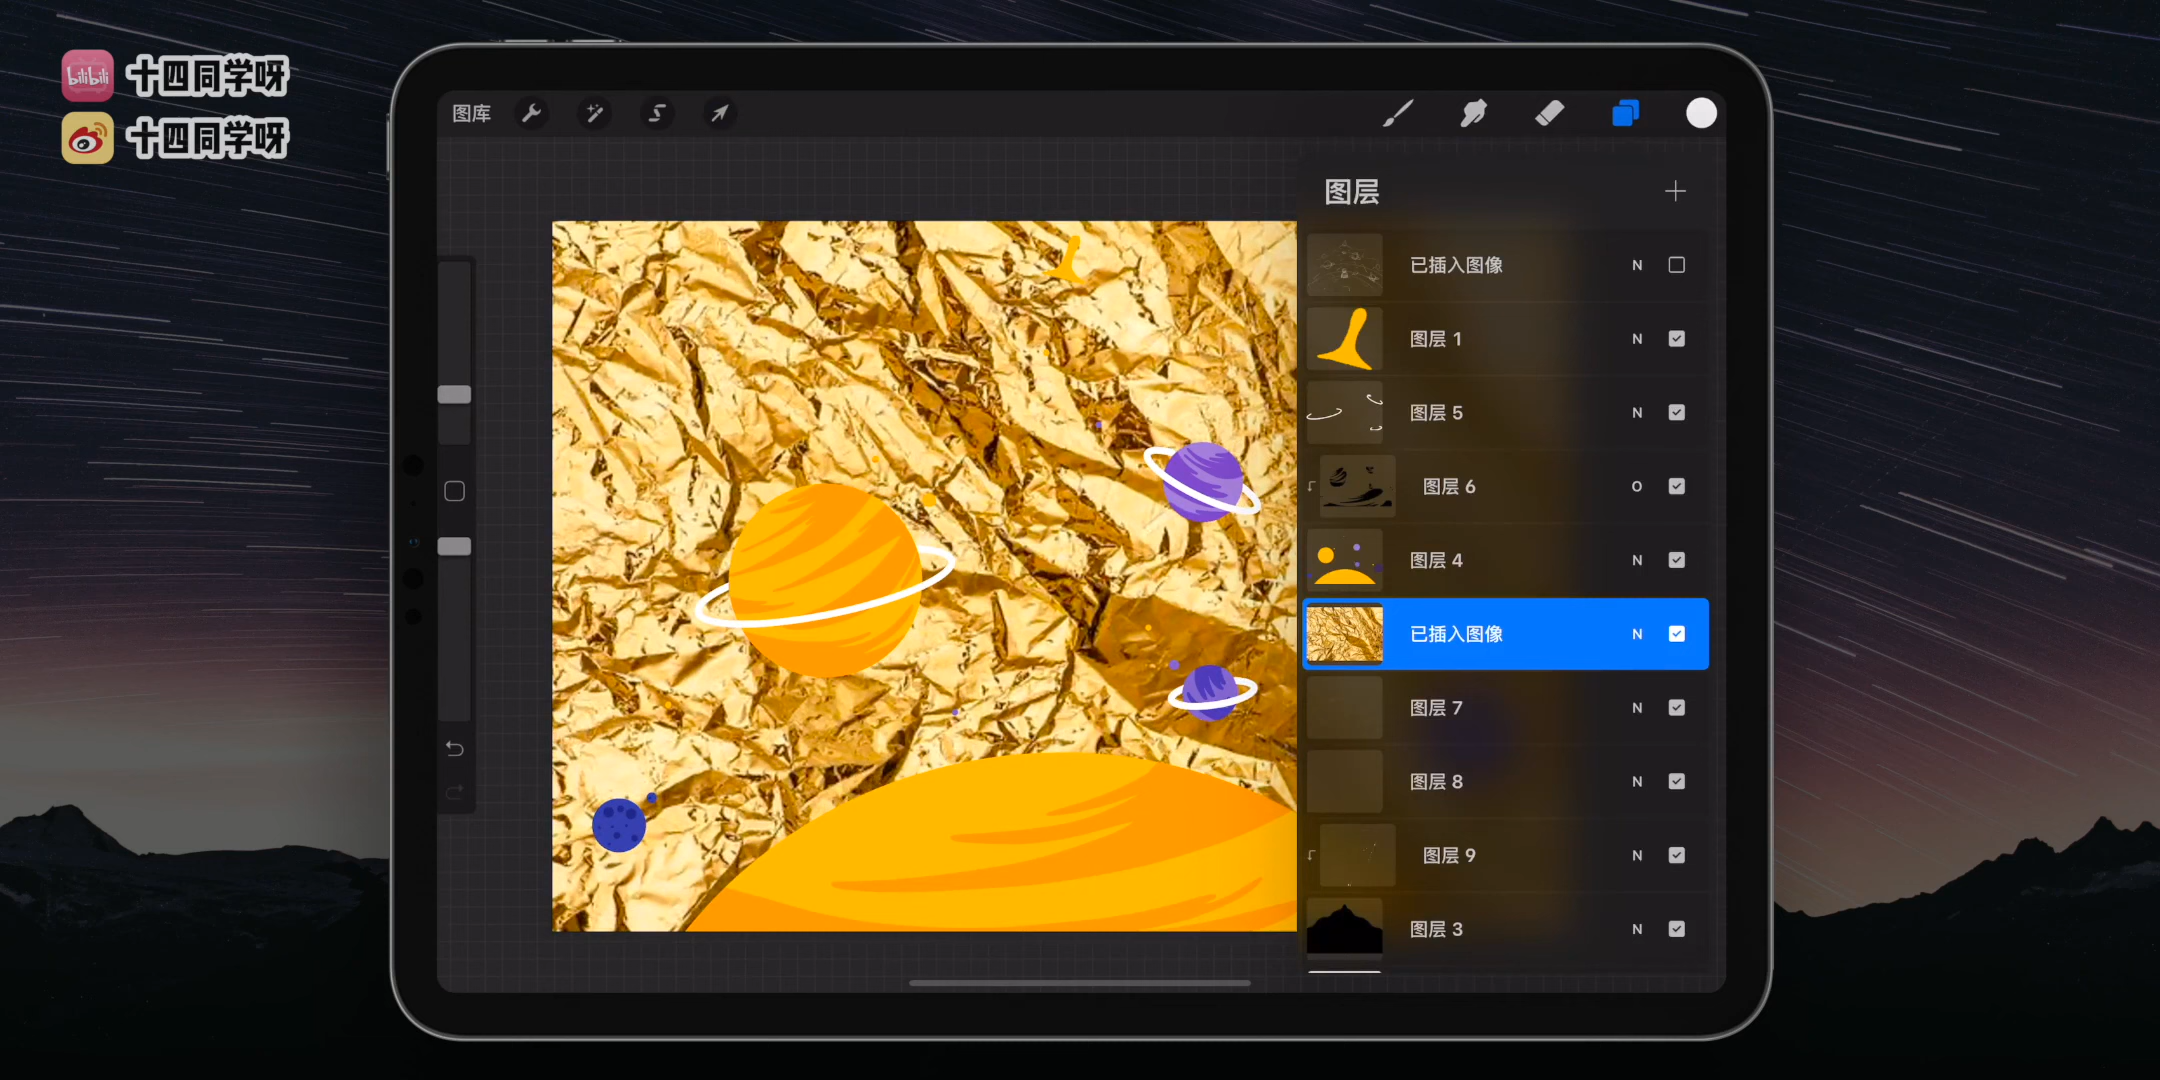 bilibili 十四同学呀
十四同学呀
图库
图层
已插入图像 N
图层 1 N
图层 5 N
图层 6 O
图层 4 N
已插入图像 N
图层 7 N
图层 8 N
图层 9 N
图层 3 N